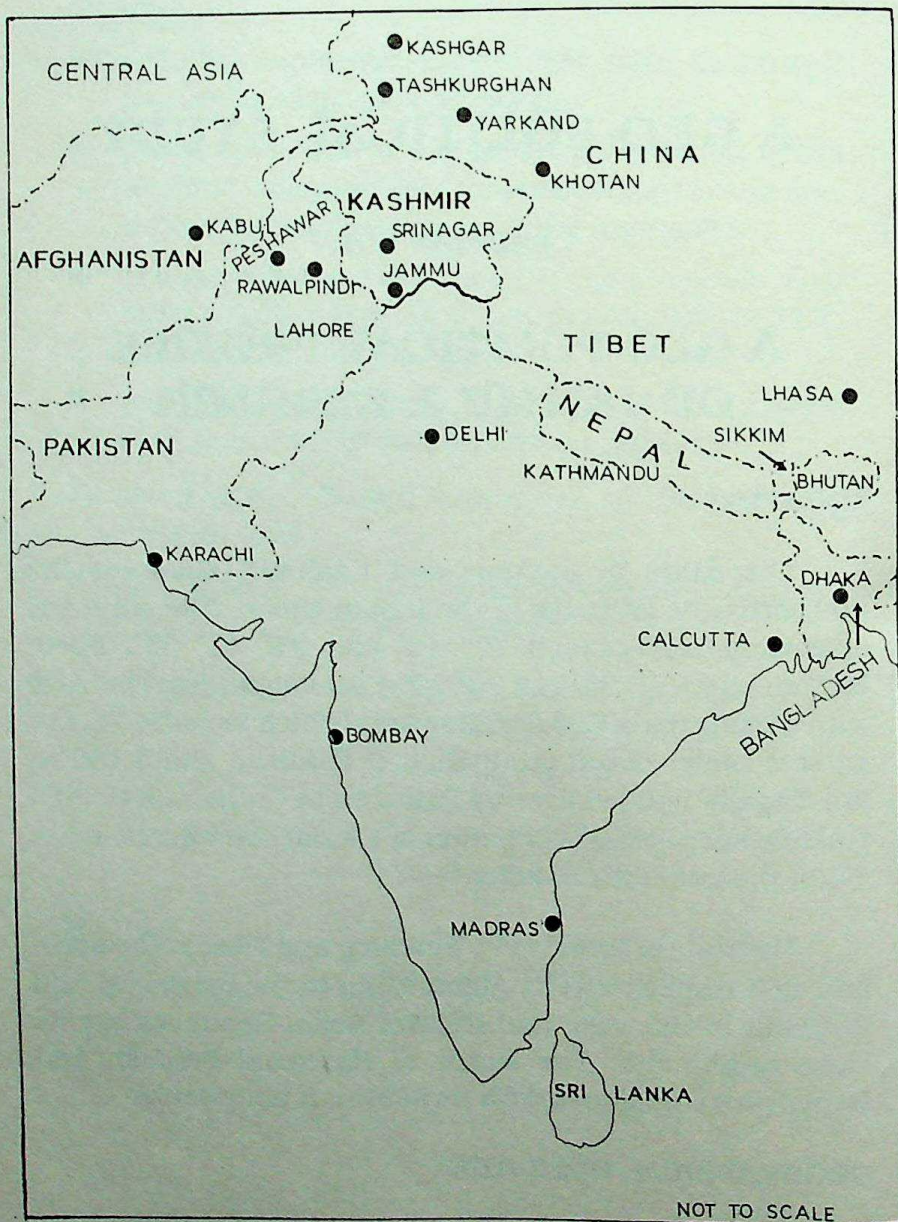 KASHGAR
CENTRAL ASIA
TASHKURGHAN
YARKAND
CHINA
KHOTAN
KASHMIR
KABUL
PESHAWAR
SRINAGAR
AFGHANISTAN
JAMMU
RAWALPINDI
LAHORE
TIBET
LHASA
NEPAL
DELHI
SIKKIM
PAKISTAN
KATHMANDU
BHUTAN
KARACHI
DHAKA
CALCUTTA
BANGLADESH
BOMBAY
MADRAS
SRI LANKA
NOT TO SCALE